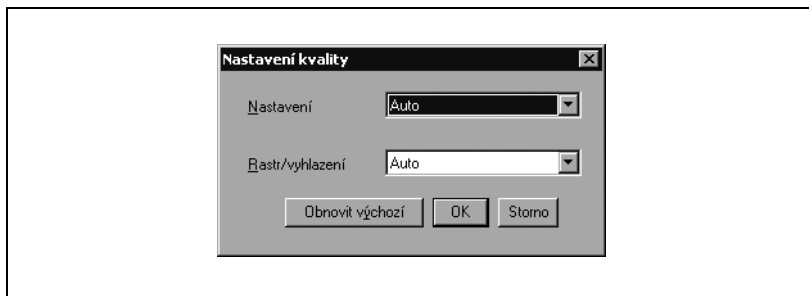 Nastavení kvality
Nastavení Auto
Rastr/vyhlazení Auto
Obnovit výchozí OK Storno